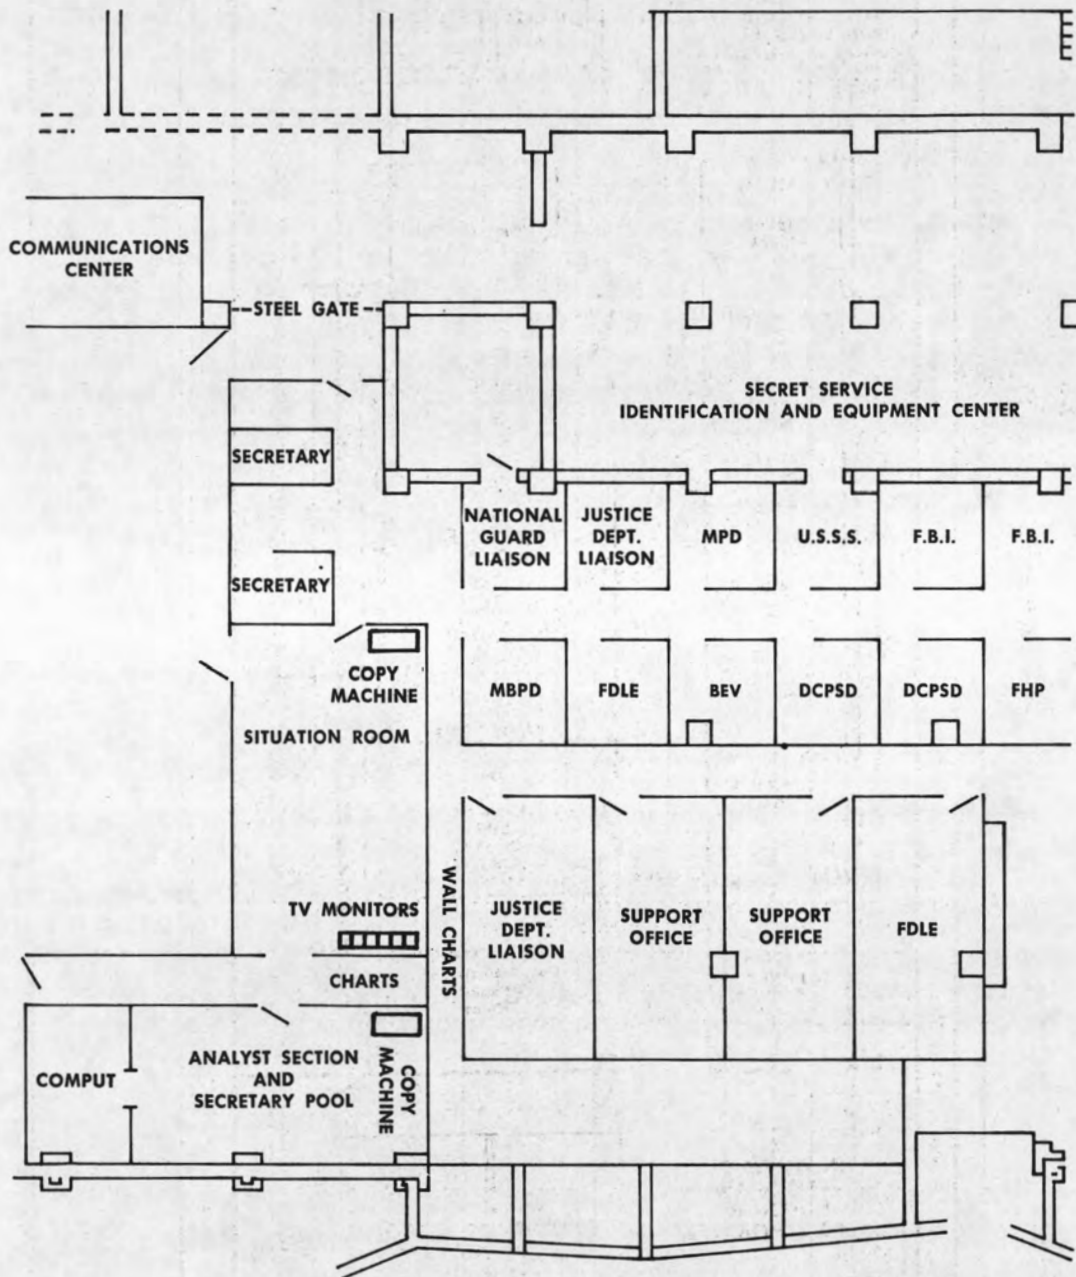 COMMUNICATIONS
CENTER
STEEL GATE
SECRET SERVICE
IDENTIFICATION AND EQUIPMENT CENTER
SECRETARY
NATIONAL
GUARD
LIAISON
JUSTICE
DEPT.
LIAISON
MPD
U.S.S.S.
F.B.I.
F.B.I.
SECRETARY
COPY
MACHINE
MBPD
FDLE
BEV
DCPSD
DCPSD
FHP
SITUATION ROOM
TV MONITORS
WALL CHARTS
JUSTICE
DEPT.
LIAISON
SUPPORT
OFFICE
SUPPORT
OFFICE
FDLE
CHARTS
COMPUT
ANALYST SECTION
AND
SECRETARY POOL
COPY
MACHINE